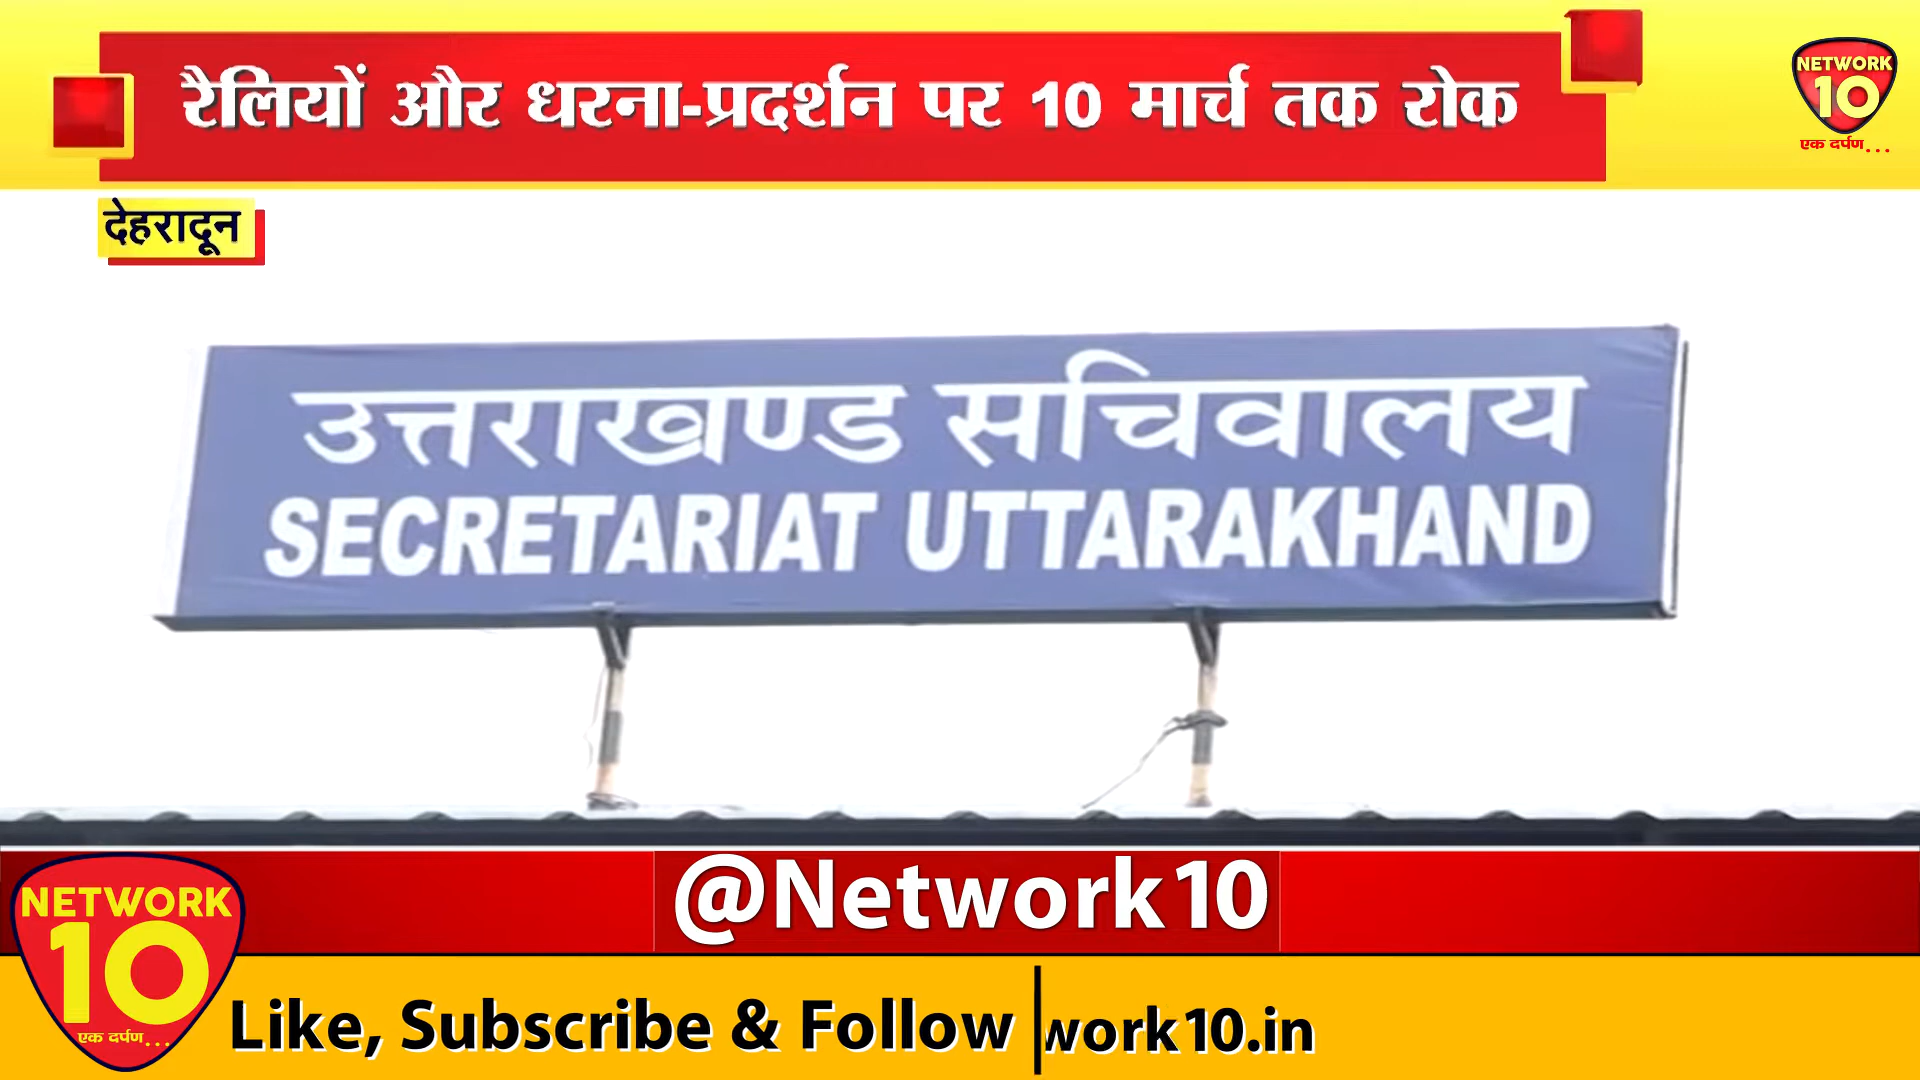 रैलियों और धरना-प्रदर्शन पर 10 मार्च तक रोक
NETWORK
10
एक दर्पण...
देहरादून
उत्तराखण्ड सचिवालय
SECRETARIAT UTTARAKHAND
@Network10
NETWORK
10
एक दर्पण...
Like, Subscribe & Follow
work10.in